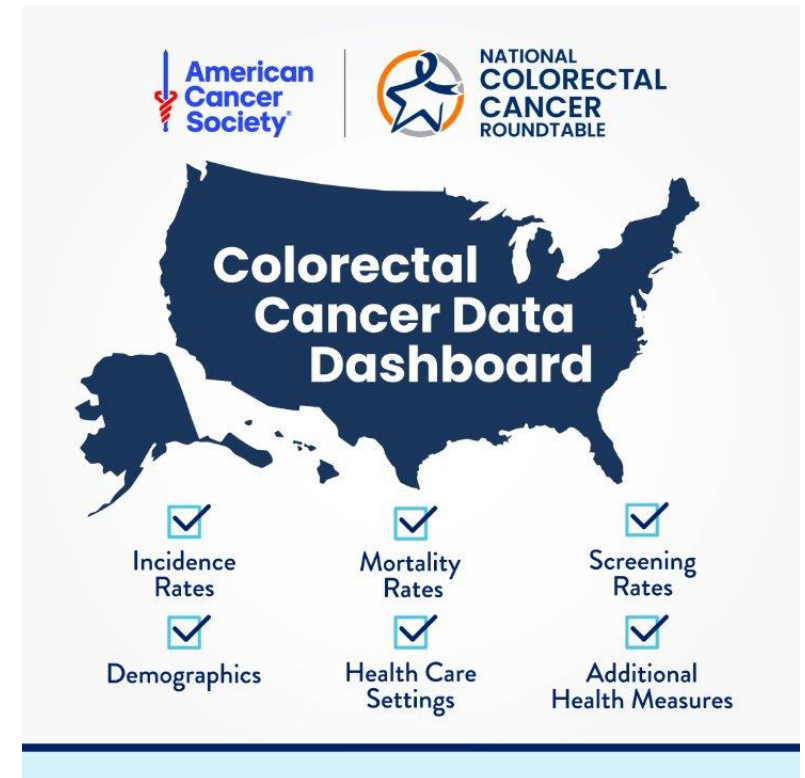 American
Cancer
Society®
NATIONAL
COLORECTAL
CANCER
ROUNDTABLE
Colorectal
Cancer Data
Dashboard
Incidence
Rates
Mortality
Rates
Screening
Rates
Demographics
Health Care
Settings
Additional
Health Measures